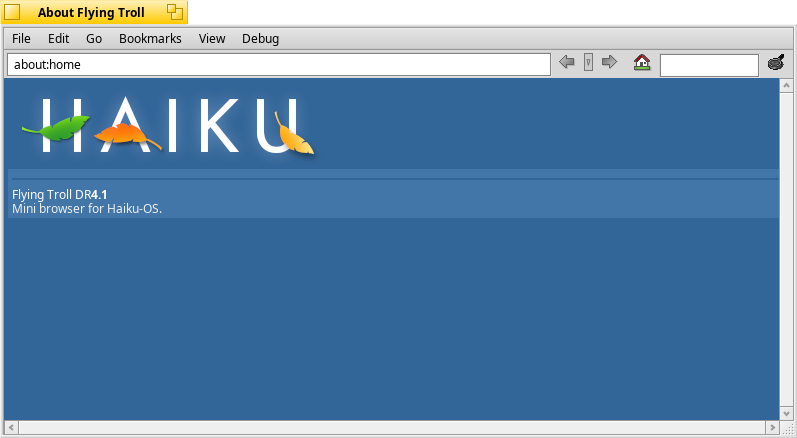 About Flying Troll
File Edit Go Bookmarks View Debug
about:home
HAIKU
Flying Troll DR4.1
Mini browser for Haiku-OS.